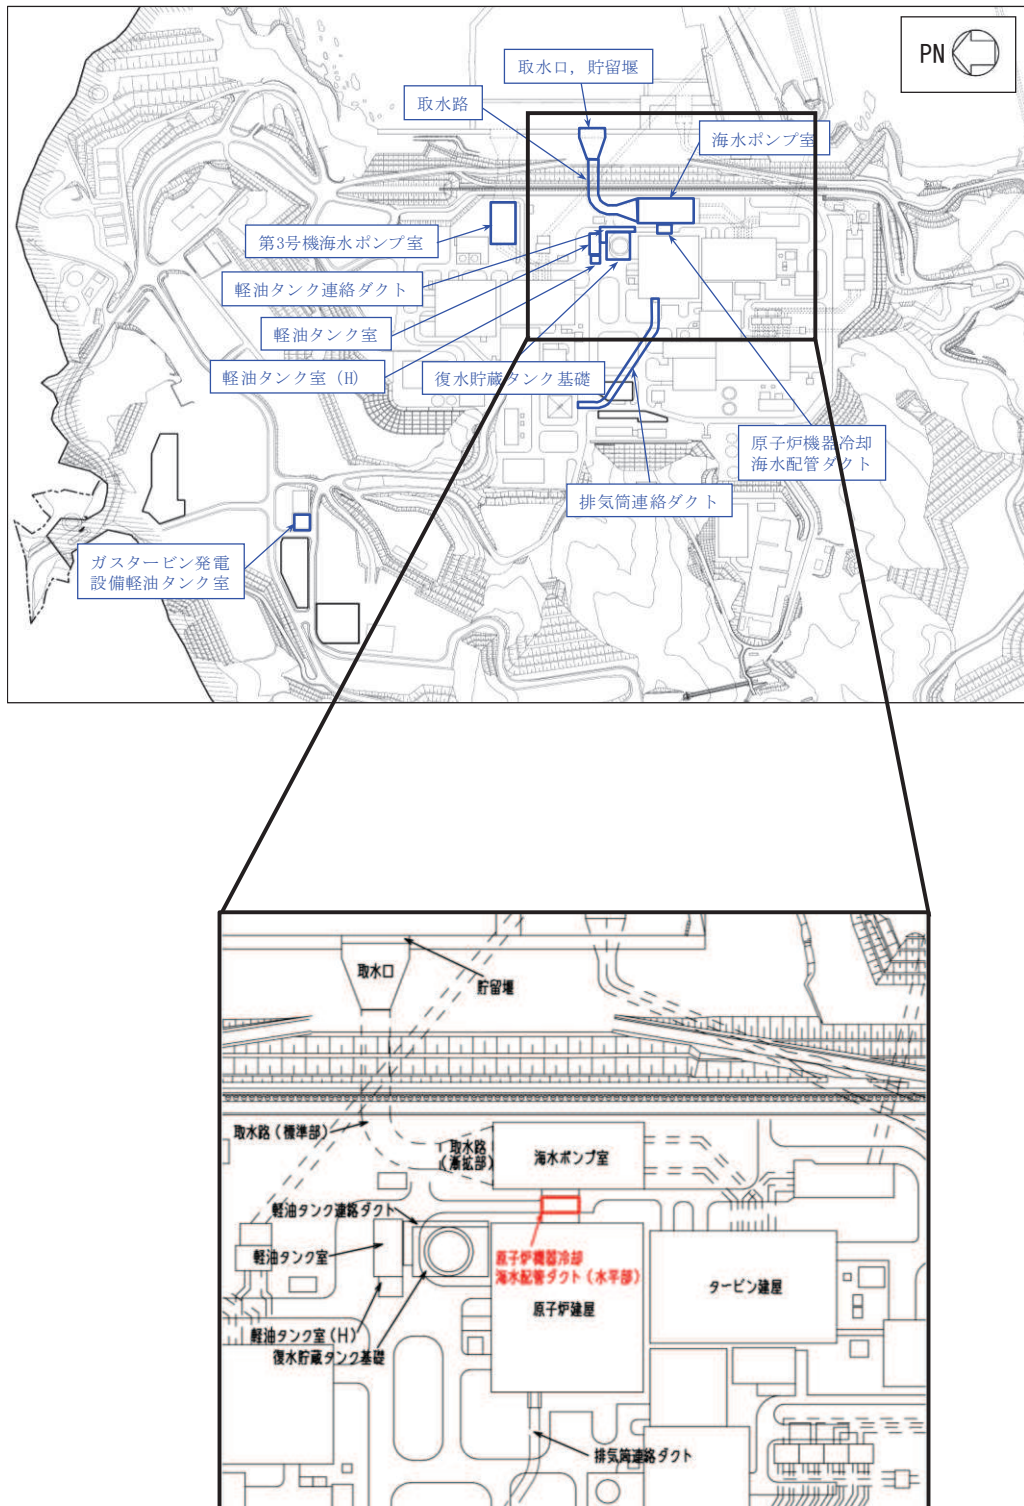 PN
取水口，貯留堰
取水路
海水ポンプ室
第3号機海水ポンプ室
軽油タンク連絡ダクト
軽油タンク室
軽油タンク室（H）
復水貯蔵タンク基礎
原子炉機器冷却
海水配管ダクト
排気筒連絡ダクト
ガスタービン発電
設備軽油タンク室
取水口
貯留堰
取水路（標準部）
取水路
（漸拡部）
海水ポンプ室
軽油タンク連絡ダクト
軽油タンク室
原子炉機器冷却
海水配管ダクト（水平部）
タービン建屋
原子炉建屋
軽油タンク室（H）
復水貯蔵タンク基礎
排気筒連絡ダクト